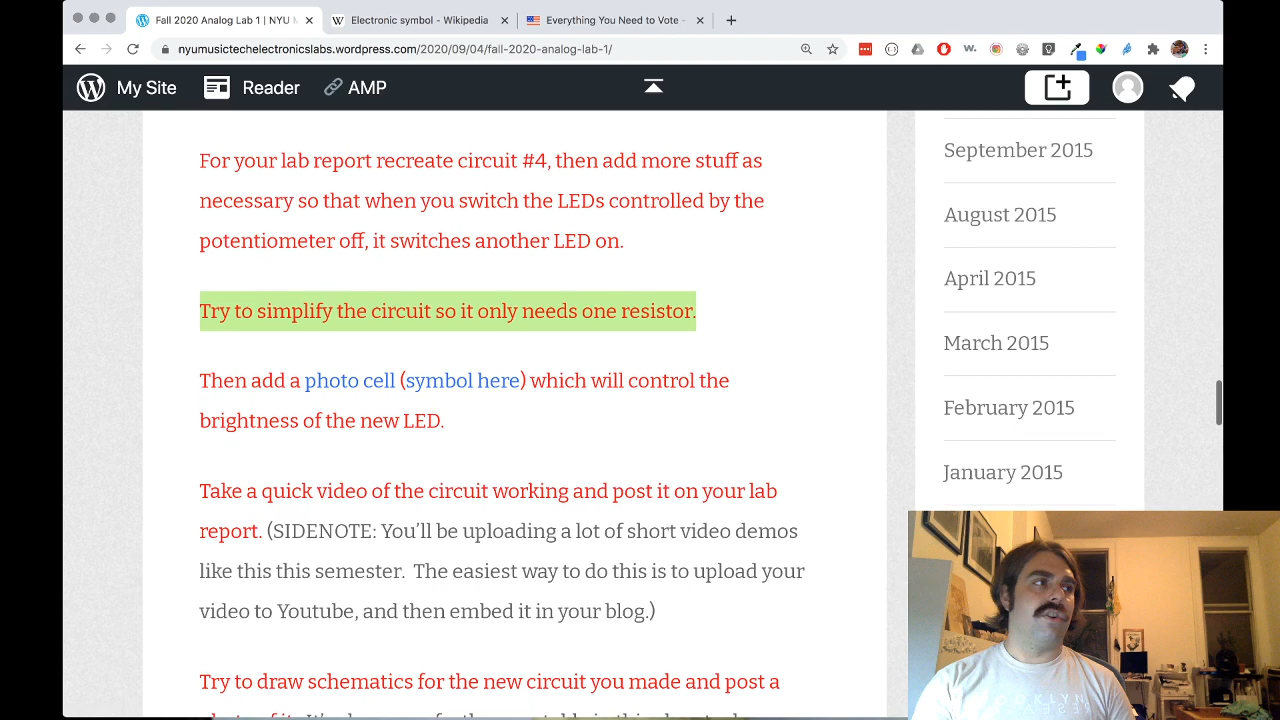 Fall 2020 Analog Lab 1 | NYU M
Electronic symbol - Wikipedia
Everything You Need to Vote -
nyumusictechelectronicslabs.wordpress.com/2020/09/04/fall-2020-analog-lab-1/
My Site
Reader
AMP
For your lab report recreate circuit #4, then add more stuff as
necessary so that when you switch the LEDs controlled by the
potentiometer off, it switches another LED on.
Try to simplify the circuit so it only needs one resistor.
Then add a photo cell (symbol here) which will control the
brightness of the new LED.
Take a quick video of the circuit working and post it on your lab
report. (SIDENOTE: You’ll be uploading a lot of short video demos
like this this semester. The easiest way to do this is to upload your
video to Youtube, and then embed it in your blog.)
Try to draw schematics for the new circuit you made and post a
September 2015
August 2015
April 2015
March 2015
February 2015
January 2015